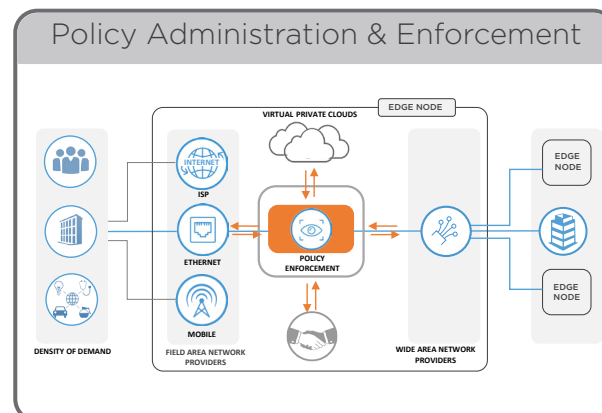 Policy Administration & Enforcement
EDGE NODE
VIRTUAL PRIVATE CLOUDS
INTERNET
ISP
ETHERNET
MOBILE
POLICY
ENFORCEMENT
EDGE
NODE
EDGE
NODE
DENSITY OF DEMAND
FIELD AREA NETWORK
PROVIDERS
WIDE AREA NETWORK
PROVIDERS